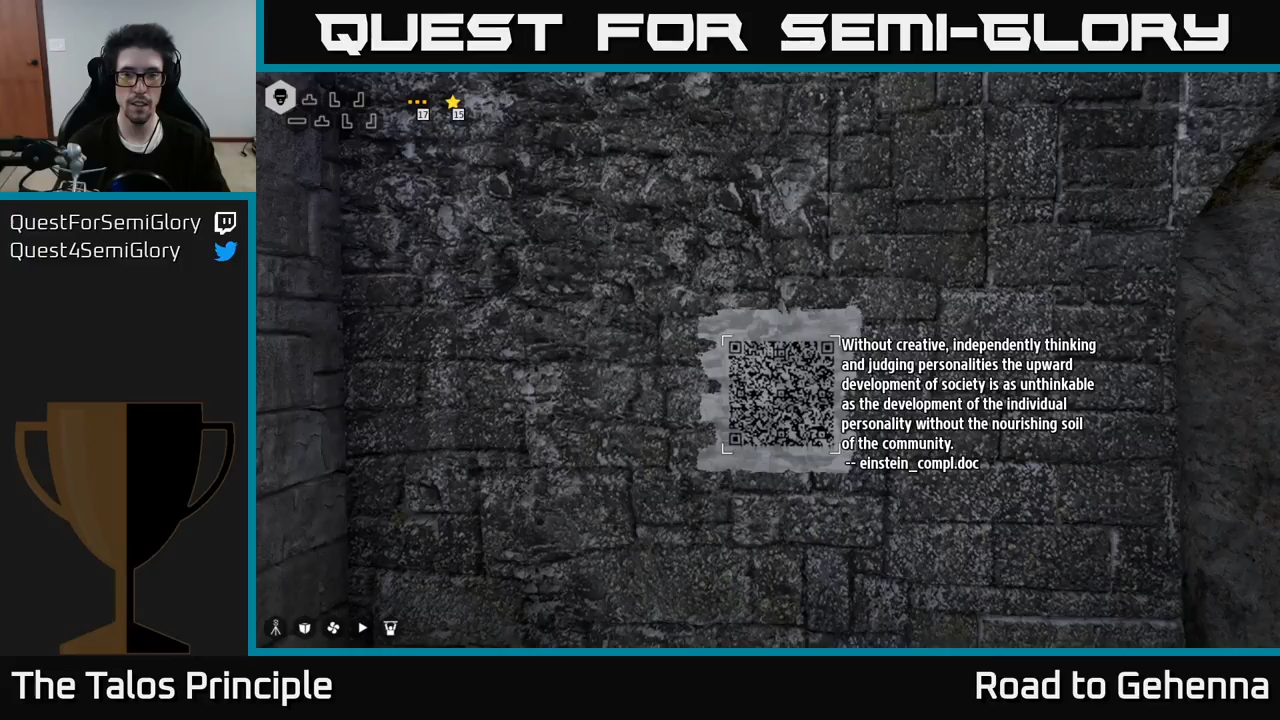 QUEST FOR SEMI-GLORY
QuestForSemiGlory
Quest4SemiGlory
17
15
Without creative, independently thinking
and judging personalities the upward
development of society is as unthinkable
as the development of the individual
personality without the nourishing soil
of the community.
-- einstein_compl.doc
The Talos Principle
Road to Gehenna